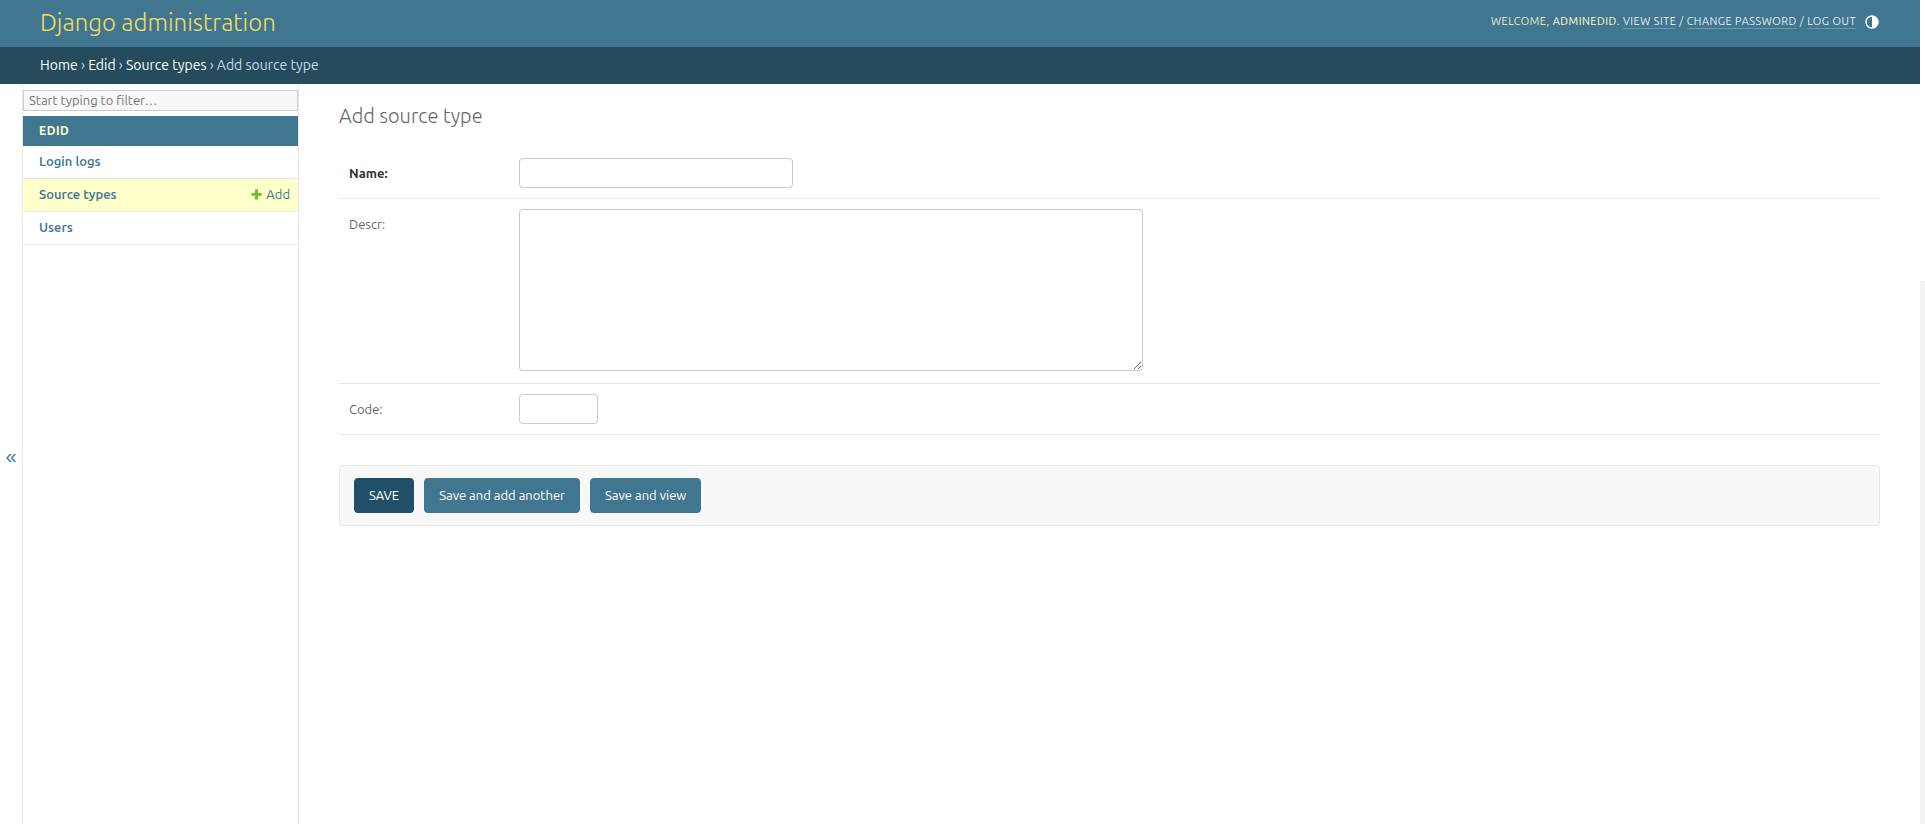 Django administration
WELCOME, ADMINEDID. VIEW SITE / CHANGE PASSWORD / LOG OUT
Home › Edid › Source types › Add source type
Start typing to filter…
EDID
Login logs
Source types + Add
Users
«
Add source type
Name:
Descr:
Code:
SAVE Save and add another Save and view